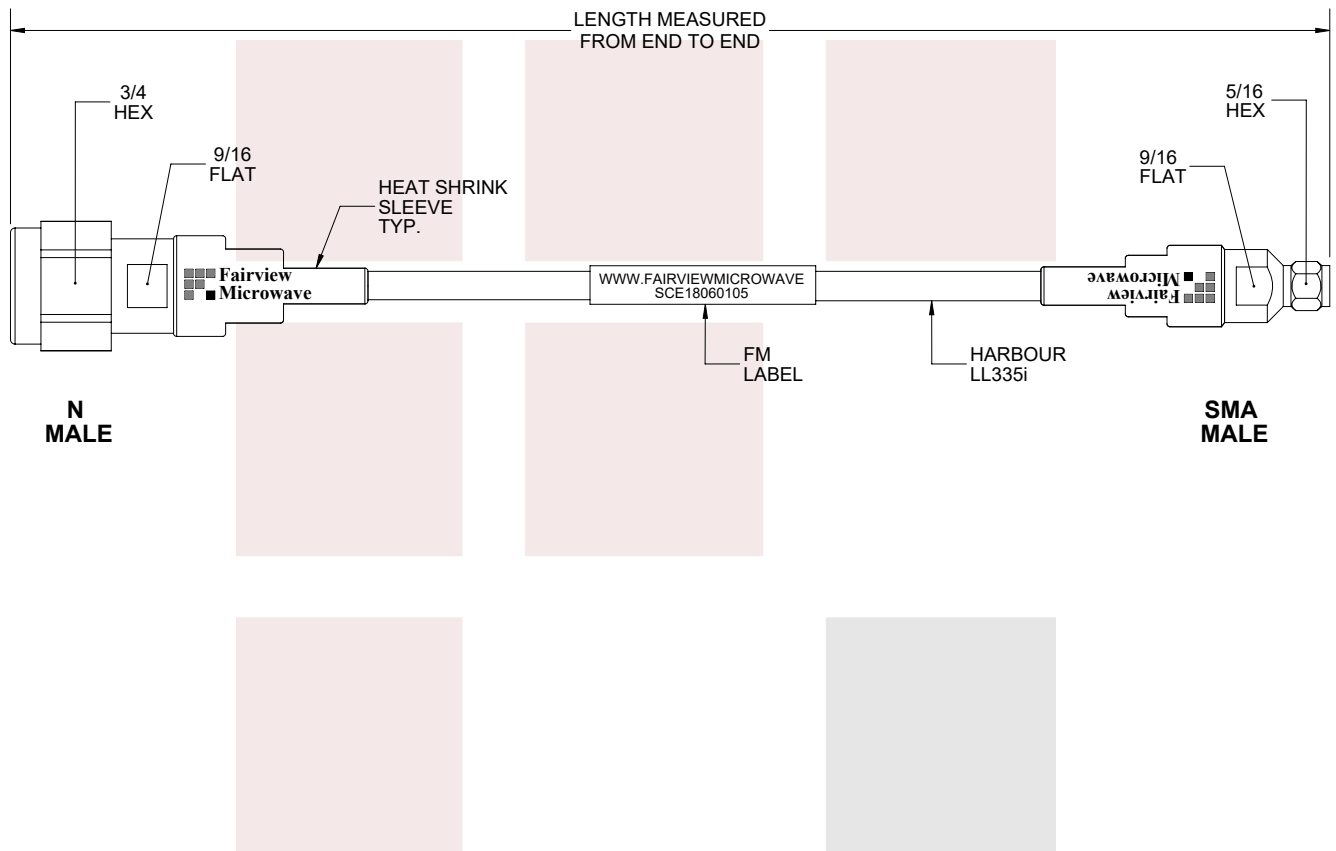 LENGTH MEASURED
FROM END TO END
3/4
HEX
5/16
HEX
9/16
FLAT
9/16
FLAT
HEAT SHRINK
SLEEVE
TYP.
Fairview
Microwave
WWW.FAIRVIEWMICROWAVE
SCE18060105
Fairview
Microwave
FM
LABEL
HARBOUR
LL335i
N
MALE
SMA
MALE